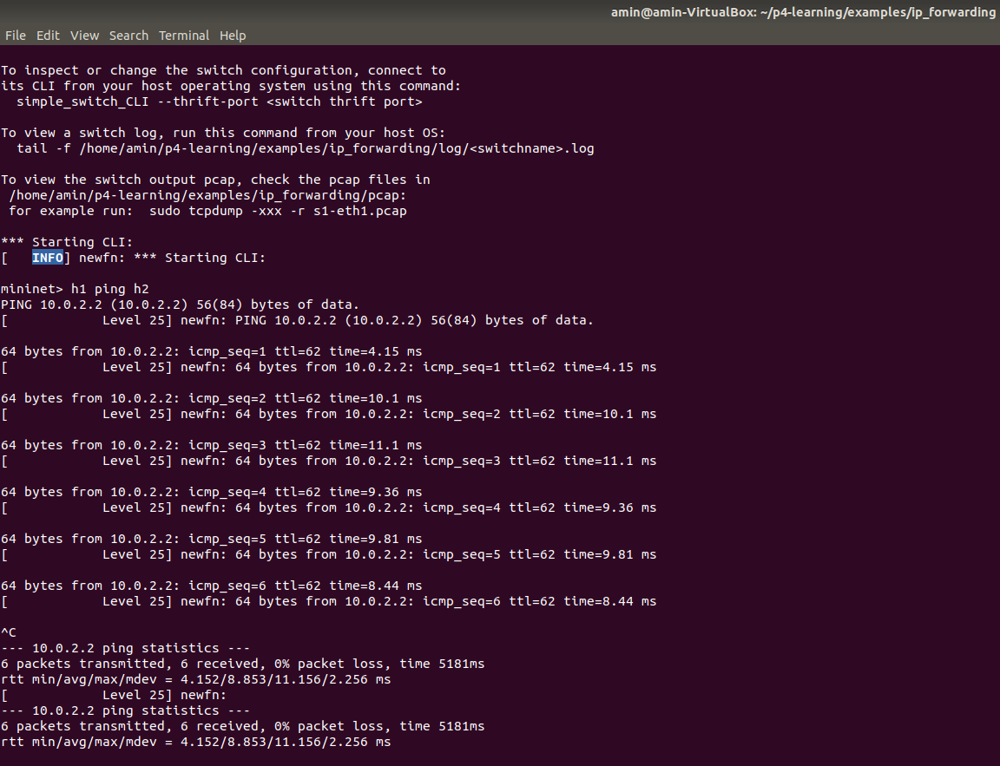 amin@amin-VirtualBox: ~/p4-learning/examples/ip_forwarding
File Edit View Search Terminal Help
To inspect or change the switch configuration, connect to
its CLI from your host operating system using this command:
  simple_switch_CLI --thrift-port <switch thrift port>
To view a switch log, run this command from your host OS:
  tail -f /home/amin/p4-learning/examples/ip_forwarding/log/<switchname>.log
To view the switch output pcap, check the pcap files in
 /home/amin/p4-learning/examples/ip_forwarding/pcap:
 for example run:  sudo tcpdump -xxx -r s1-eth1.pcap
*** Starting CLI:
[   INFO] newfn: *** Starting CLI:
mininet> h1 ping h2
PING 10.0.2.2 (10.0.2.2) 56(84) bytes of data.
[            Level 25] newfn: PING 10.0.2.2 (10.0.2.2) 56(84) bytes of data.
64 bytes from 10.0.2.2: icmp_seq=1 ttl=62 time=4.15 ms
[            Level 25] newfn: 64 bytes from 10.0.2.2: icmp_seq=1 ttl=62 time=4.15 ms
64 bytes from 10.0.2.2: icmp_seq=2 ttl=62 time=10.1 ms
[            Level 25] newfn: 64 bytes from 10.0.2.2: icmp_seq=2 ttl=62 time=10.1 ms
64 bytes from 10.0.2.2: icmp_seq=3 ttl=62 time=11.1 ms
[            Level 25] newfn: 64 bytes from 10.0.2.2: icmp_seq=3 ttl=62 time=11.1 ms
64 bytes from 10.0.2.2: icmp_seq=4 ttl=62 time=9.36 ms
[            Level 25] newfn: 64 bytes from 10.0.2.2: icmp_seq=4 ttl=62 time=9.36 ms
64 bytes from 10.0.2.2: icmp_seq=5 ttl=62 time=9.81 ms
[            Level 25] newfn: 64 bytes from 10.0.2.2: icmp_seq=5 ttl=62 time=9.81 ms
64 bytes from 10.0.2.2: icmp_seq=6 ttl=62 time=8.44 ms
[            Level 25] newfn: 64 bytes from 10.0.2.2: icmp_seq=6 ttl=62 time=8.44 ms
^C
--- 10.0.2.2 ping statistics ---
6 packets transmitted, 6 received, 0% packet loss, time 5181ms
rtt min/avg/max/mdev = 4.152/8.853/11.156/2.256 ms
[            Level 25] newfn:
--- 10.0.2.2 ping statistics ---
6 packets transmitted, 6 received, 0% packet loss, time 5181ms
rtt min/avg/max/mdev = 4.152/8.853/11.156/2.256 ms